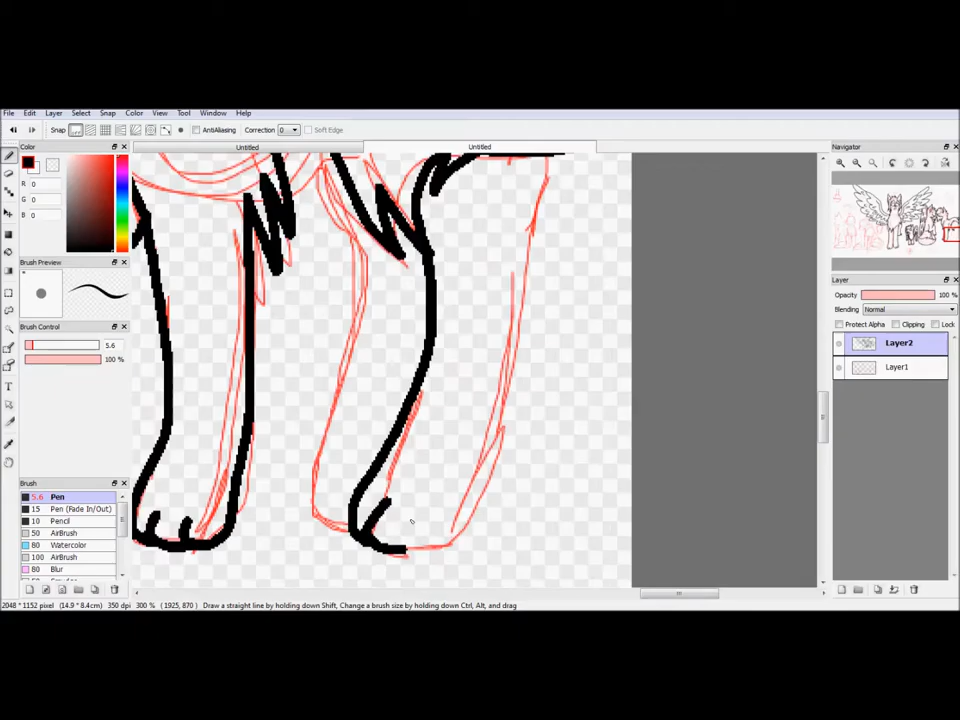 File Edit Layer Select Snap Color View Tool Window Help
Snap OFF AntiAliasing Correction 0 Soft Edge
Color Untitled Untitled Navigator
R 0
G 0
B 0
Brush Preview
Layer
Opacity 100 %
Blending Normal
Brush Control
Protect Alpha Clipping Lock
5.6
Layer2
100 %
Layer1
Brush
5.6 Pen
15 Pen (Fade In/Out)
10 Pencil
50 AirBrush
80 Watercolor
100 AirBrush
80 Blur
2048 * 1152 pixel (14.9 * 8.4cm) 350 dpi 300 % (1925, 870) Draw a straight line by holding down Shift, Change a brush size by holding down Ctrl, Alt, and drag